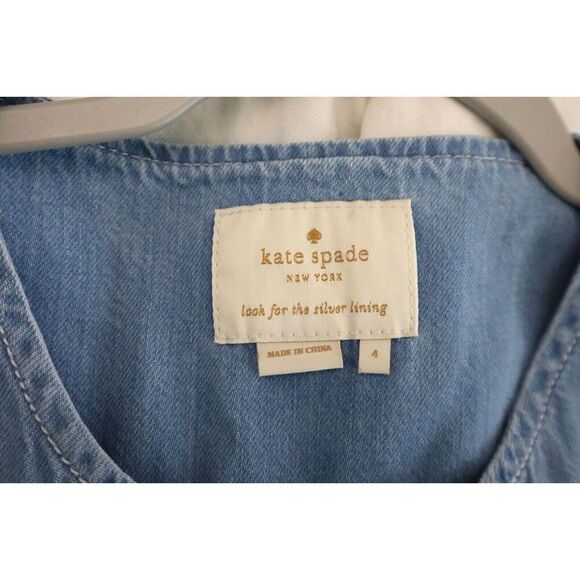 kate spade
NEW YORK
look for the silver lining
MADE IN CHINA
4